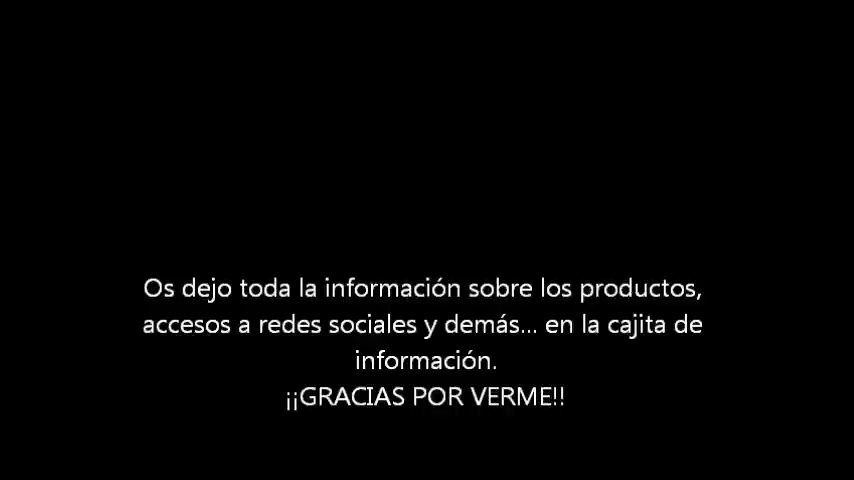 Os dejo toda la información sobre los productos,
accesos a redes sociales y demás... en la cajita de
información.
¡¡GRACIAS POR VERME!!